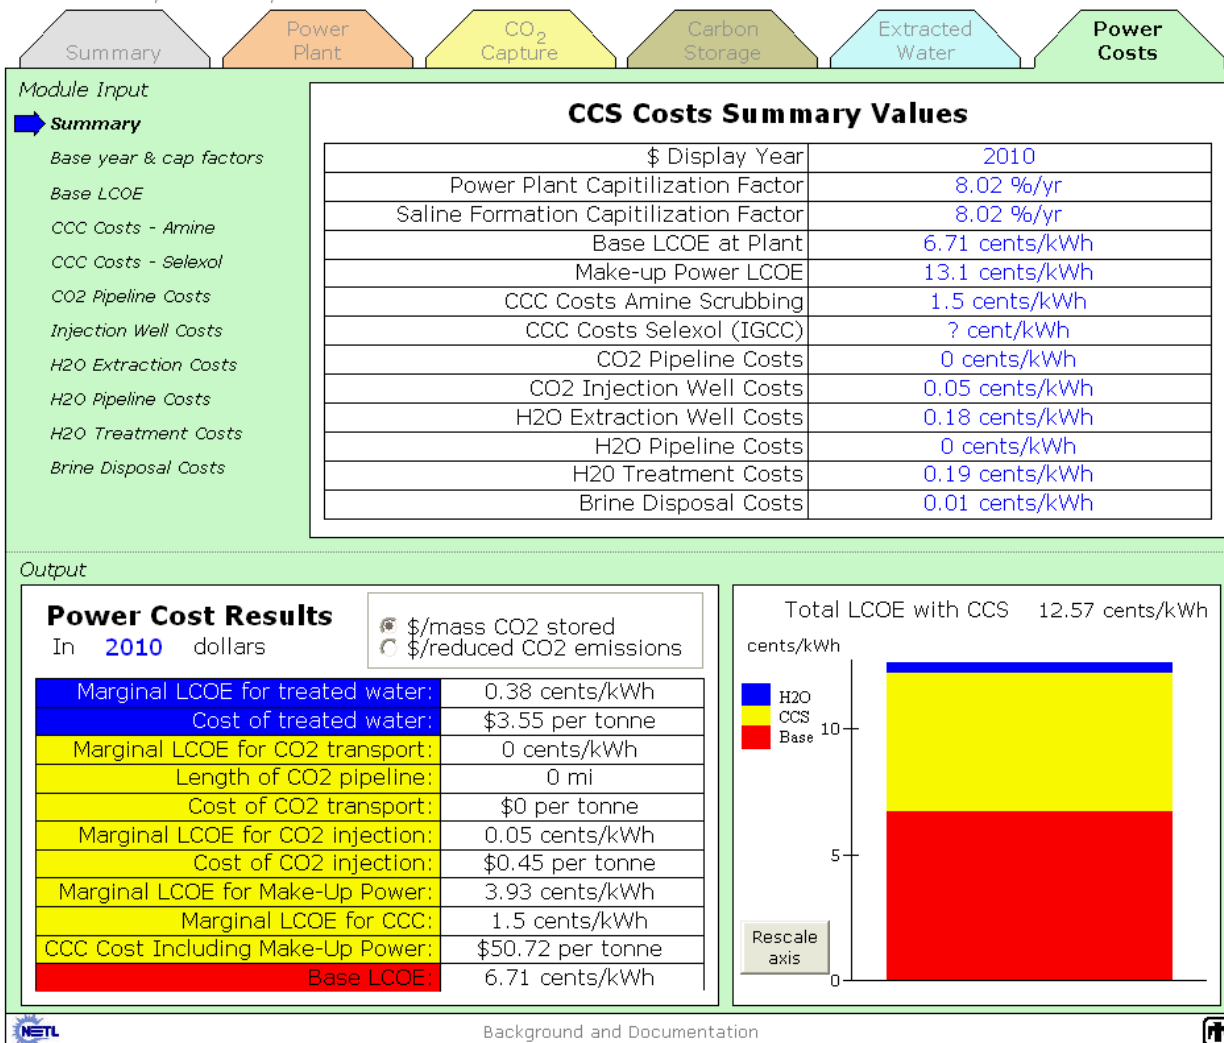 Summary
Power
Plant
CO2
Capture
Carbon
Storage
Extracted
Water
Power
Costs
Module Input
Summary
Base year & cap factors
Base LCOE
CCC Costs - Amine
CCC Costs - Selexol
CO2 Pipeline Costs
Injection Well Costs
H2O Extraction Costs
H2O Pipeline Costs
H2O Treatment Costs
Brine Disposal Costs
CCS Costs Summary Values
$ Display Year 2010
Power Plant Capitilization Factor 8.02 %/yr
Saline Formation Capitilization Factor 8.02 %/yr
Base LCOE at Plant 6.71 cents/kWh
Make-up Power LCOE 13.1 cents/kWh
CCC Costs Amine Scrubbing 1.5 cents/kWh
CCC Costs Selexol (IGCC) ? cent/kWh
CO2 Pipeline Costs 0 cents/kWh
CO2 Injection Well Costs 0.05 cents/kWh
H2O Extraction Well Costs 0.18 cents/kWh
H2O Pipeline Costs 0 cents/kWh
H20 Treatment Costs 0.19 cents/kWh
Brine Disposal Costs 0.01 cents/kWh
Output
Power Cost Results
In 2010 dollars
$/mass CO2 stored
$/reduced CO2 emissions
Marginal LCOE for treated water: 0.38 cents/kWh
Cost of treated water: $3.55 per tonne
Marginal LCOE for CO2 transport: 0 cents/kWh
Length of CO2 pipeline: 0 mi
Cost of CO2 transport: $0 per tonne
Marginal LCOE for CO2 injection: 0.05 cents/kWh
Cost of CO2 injection: $0.45 per tonne
Marginal LCOE for Make-Up Power: 3.93 cents/kWh
Marginal LCOE for CCC: 1.5 cents/kWh
CCC Cost Including Make-Up Power: $50.72 per tonne
Base LCOE: 6.71 cents/kWh
Total LCOE with CCS 12.57 cents/kWh
cents/kWh
H2O
CCS
Base
10
5
0
Rescale
axis
NETL
Background and Documentation